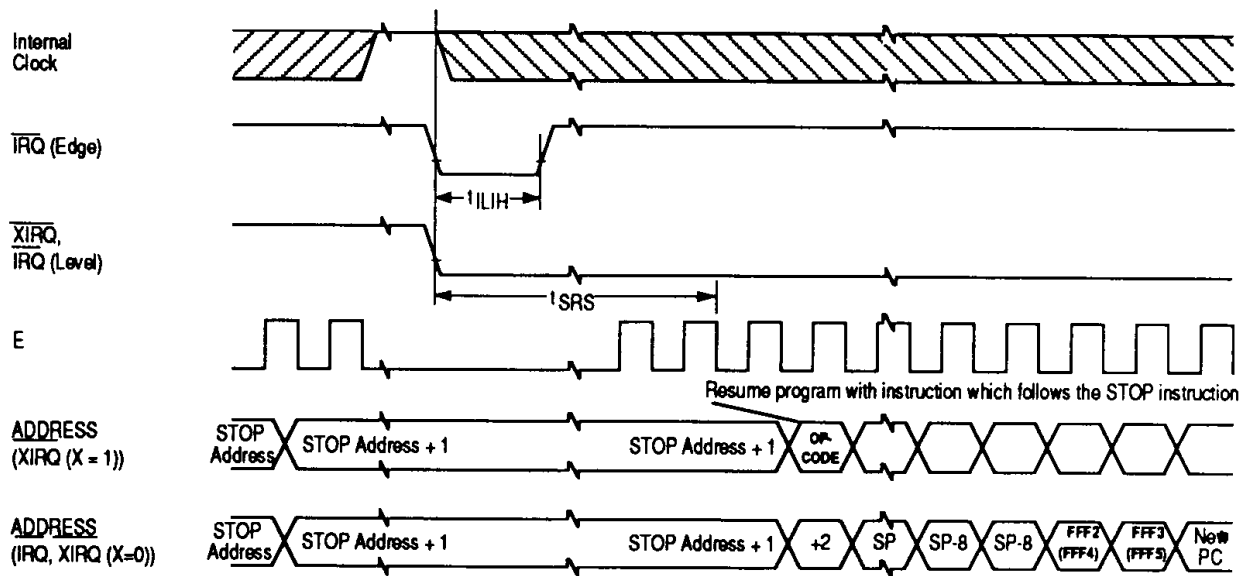 Internal
Clock
IRQ (Edge)
tILIH
XIRQ,
IRQ (Level)
tSRS
E
Resume program with instruction which follows the STOP instruction
ADDRESS
(XIRQ (X = 1))
STOP
Address
STOP Address + 1
STOP Address + 1
OP-
CODE
ADDRESS
(IRQ, XIRQ (X=0))
STOP
Address
STOP Address + 1
STOP Address + 1
+2
SP
SP-8
SP-8
FFF2
(FFF4)
FFF3
(FFF5)
New
PC